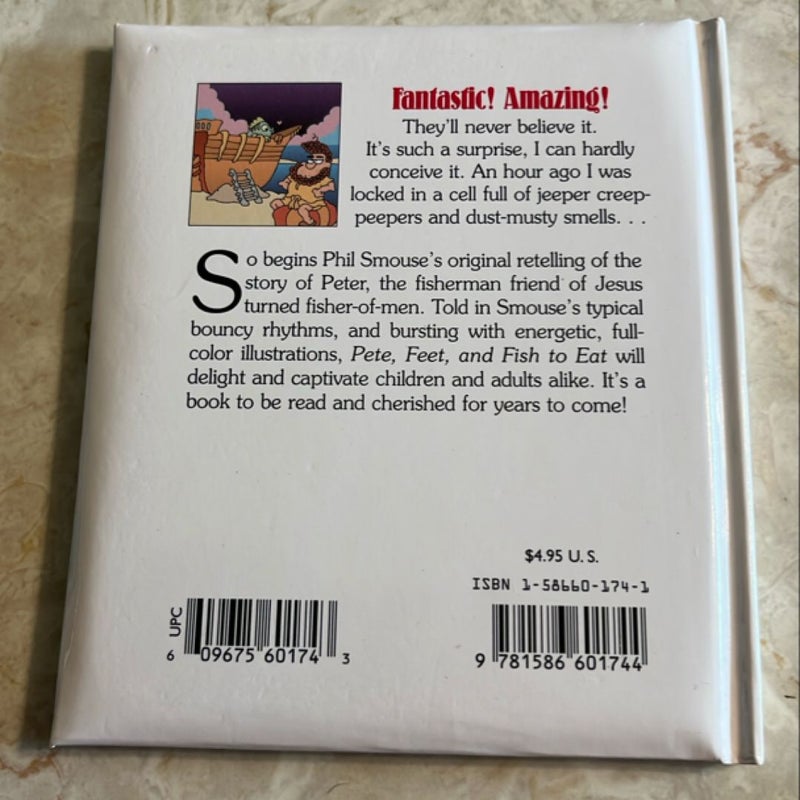 Fantastic! Amazing!
They'll never believe it.
It's such a surprise, I can hardly
conceive it. An hour ago I was
locked in a cell full of jeeper creep-
peepers and dust-musty smells. . .
So begins Phil Smouse's original retelling of the
story of Peter, the fisherman friend of Jesus
turned fisher-of-men. Told in Smouse's typical
bouncy rhythms, and bursting with energetic, full-
color illustrations, Pete, Feet, and Fish to Eat will
delight and captivate children and adults alike. It's a
book to be read and cherished for years to come!
$4.95 U.S.
ISBN 1-58660-174-1
UPC
6 09675 60174 3
9 781586 601744